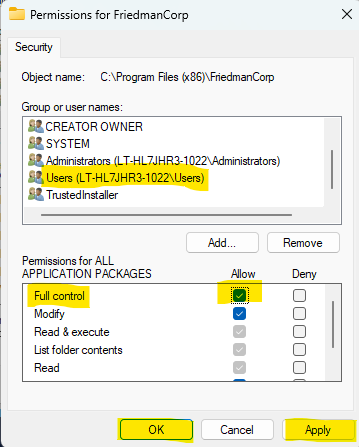 Permissions for FriedmanCorp
Security
Object name: C:\Program Files (x86)\FriedmanCorp
Group or user names:
CREATOR OWNER
SYSTEM
Administrators (LT-HL7JHR3-1022\Administrators)
Users (LT-HL7JHR3-1022\Users)
TrustedInstaller
Add... Remove
Permissions for ALL
APPLICATION PACKAGES Allow Deny
Full control
Modify
Read & execute
List folder contents
Read
OK Cancel Apply